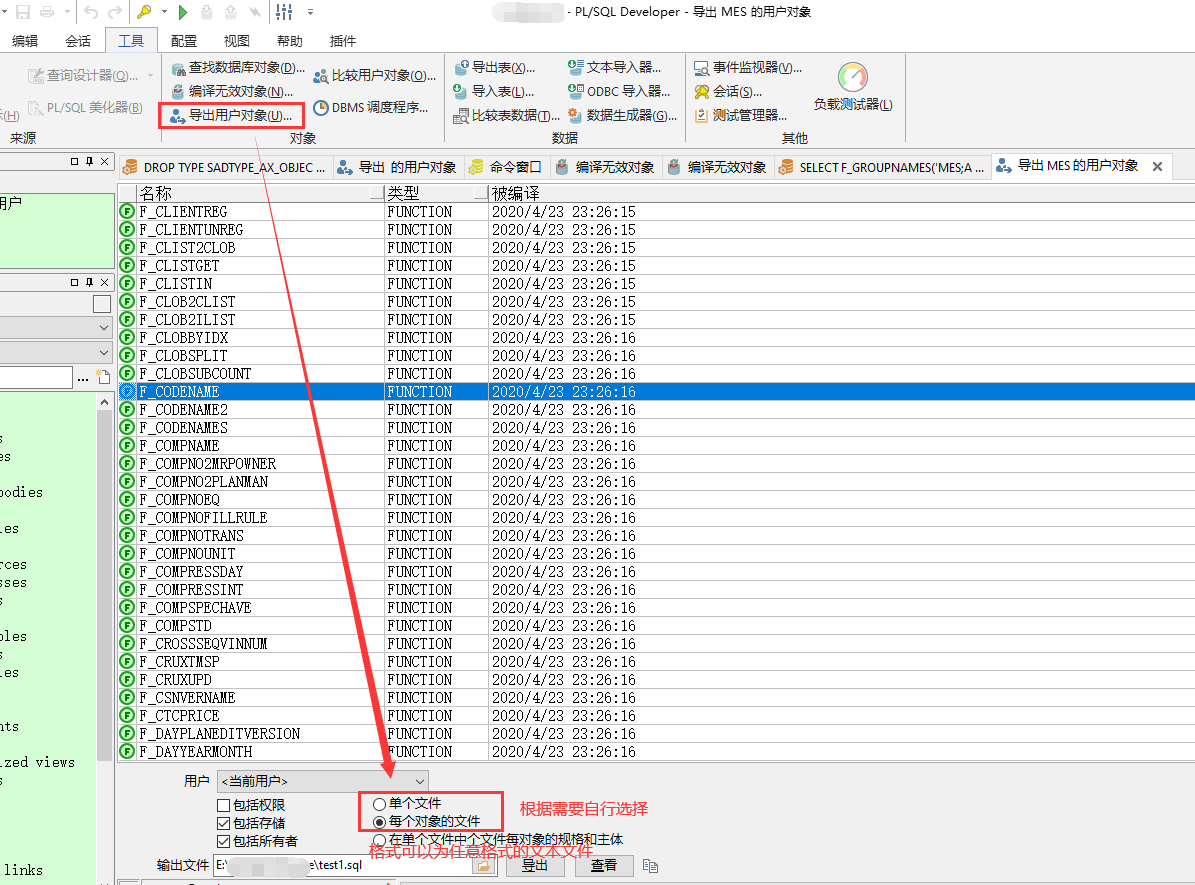 - PL/SQL Developer - 导出 MES 的用户对象
编辑 会话 工具 配置 视图 帮助 插件
查询设计器(Q)... 查找数据库对象(D)... 比较用户对象(O)... 导出表(X)... 文本导入器... 事件监视器(V)...
编译无效对象(N)... 导入表(L)... ODBC 导入器... 会话(S)... 负载测试器(L)
示(H) PL/SQL 美化器(B) 导出用户对象(U)... DBMS 调度程序... 比较表数据(T)... 数据生成器(G)... 测试管理器...
来源 对象 数据 其他
DROP TYPE SADTYPE_AX_OBJEC ... 导出 的用户对象 命令窗口 编译无效对象 编译无效对象 SELECT F_GROUPNAMES('MES;A ... 导出 MES 的用户对象
名称 类型 被编译
用户
F_CLIENTREG FUNCTION 2020/4/23 23:26:15
F_CLIENTUNREG FUNCTION 2020/4/23 23:26:15
F_CLIST2CLOB FUNCTION 2020/4/23 23:26:15
F_CLISTGET FUNCTION 2020/4/23 23:26:15
F_CLISTIN FUNCTION 2020/4/23 23:26:15
F_CLOB2CLIST FUNCTION 2020/4/23 23:26:15
F_CLOB2ILIST FUNCTION 2020/4/23 23:26:15
F_CLOBBYIDX FUNCTION 2020/4/23 23:26:16
F_CLOBSPLIT FUNCTION 2020/4/23 23:26:16
F_CLOBSUBCOUNT FUNCTION 2020/4/23 23:26:16
...
F_CODENAME FUNCTION 2020/4/23 23:26:16
F_CODENAME2 FUNCTION 2020/4/23 23:26:16
F_CODENAMES FUNCTION 2020/4/23 23:26:16
s
F_COMPNAME FUNCTION 2020/4/23 23:26:16
es
F_COMPNO2MRPOWNER FUNCTION 2020/4/23 23:26:16
F_COMPNO2PLANMAN FUNCTION 2020/4/23 23:26:16
bodies
F_COMPNOEQ FUNCTION 2020/4/23 23:26:16
F_COMPNOFILLRULE FUNCTION 2020/4/23 23:26:16
ies
F_COMPNOTRANS FUNCTION 2020/4/23 23:26:16
F_COMPNOUNIT FUNCTION 2020/4/23 23:26:16
rces
F_COMPRESSDAY FUNCTION 2020/4/23 23:26:16
sses
F_COMPRESSINT FUNCTION 2020/4/23 23:26:16
s
F_COMPSPECHAVE FUNCTION 2020/4/23 23:26:16
F_COMPSTD FUNCTION 2020/4/23 23:26:16
bles
F_CROSSSEQVINNUM FUNCTION 2020/4/23 23:26:16
s
F_CRUXTMSP FUNCTION 2020/4/23 23:26:16
es
F_CRUXUPD FUNCTION 2020/4/23 23:26:16
F_CSNVERNAME FUNCTION 2020/4/23 23:26:16
F_CTCPRICE FUNCTION 2020/4/23 23:26:16
nts
F_DAYPLANEDITVERSION FUNCTION 2020/4/23 23:26:16
F_DAYYEARMONTH FUNCTION 2020/4/23 23:26:16
ized views
s
用户 <当前用户>
包括权限 单个文件
包括存储 每个对象的文件 根据需要自行选择
包括所有者 在单个文件中个文件每对象的规格和主体
格式可以为任意格式的文本文件
输出文件 E:\ e\test1.sql 导出 查看
links